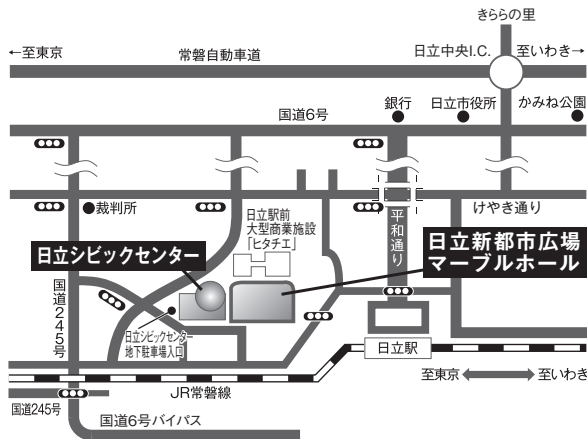 きららの里
←至東京
常磐自動車道
日立中央I.C.
至いわき→
国道6号
銀行
日立市役所
かみね公園
裁判所
日立駅前
大型商業施設
「ヒタチエ」
平和通り
けやき通り
日立シビックセンター
日立新都市広場
マーブルホール
国道245号
日立シビックセンター
地下駐車場入口
日立駅
JR常磐線
至東京
至いわき
国道245号
国道6号バイパス